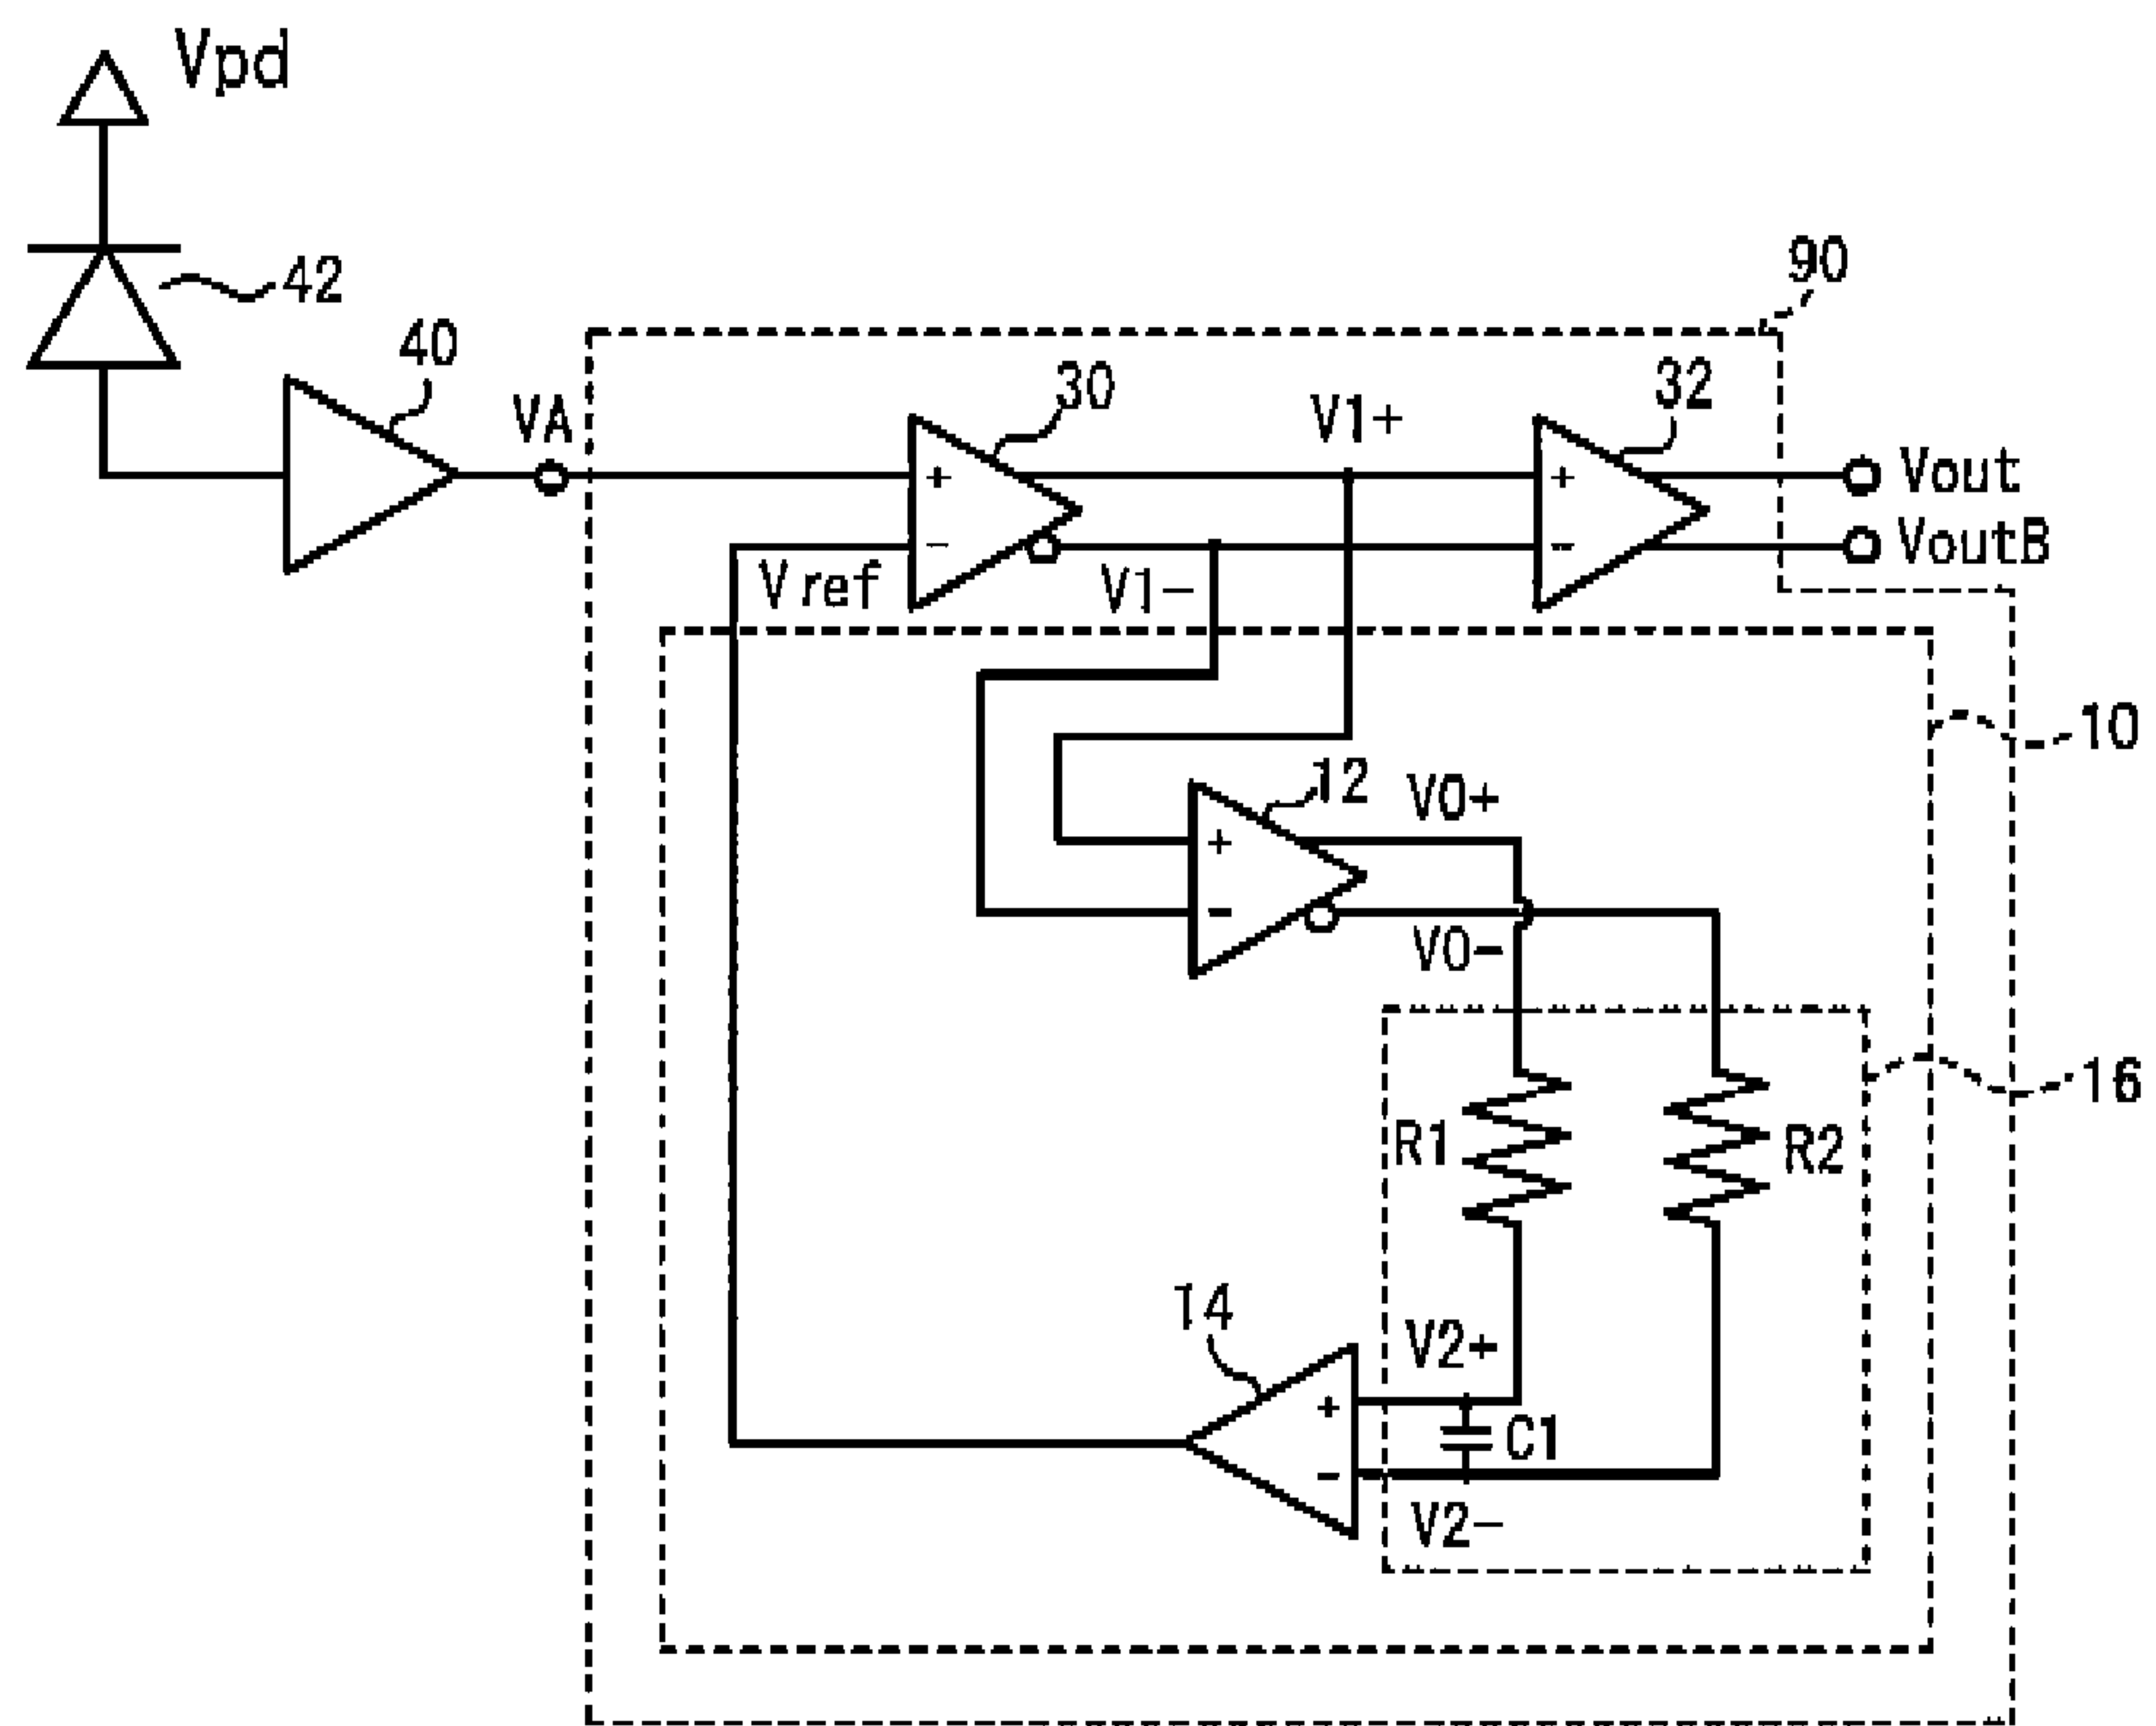 Vpd
42
40
VA
90
30
V1+
32
Vout
VoutB
+
-
+
-
Vref
V1-
10
12
V0+
+
-
V0-
16
R1
R2
14
V2+
+
C1
-
V2-